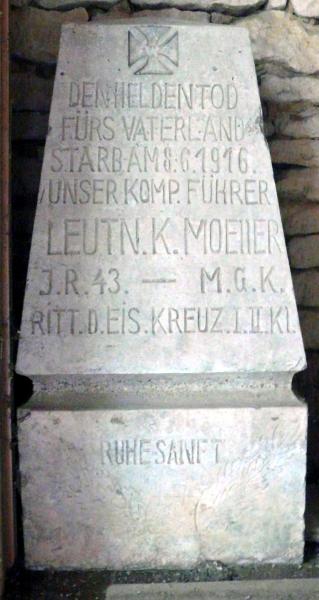 DEN HELDENTOD
FÜRS VATERLAND
STARB AM 8.6.1916.
UNSER KOMP. FÜHRER
LEUTN. K. MOELLER
J.R. 43. — M.G.K.
RITT. D. EIS. KREUZ. I. II. Kl.
RUHE SANFT